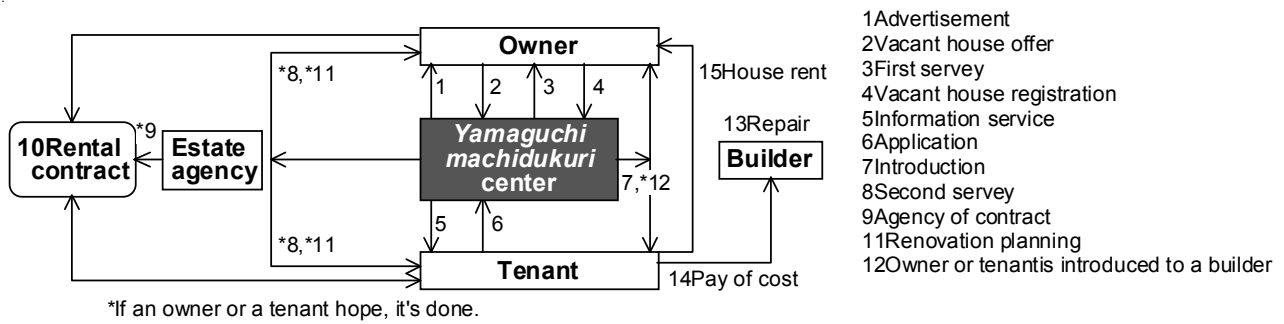 Owner
*8,*11
1
2
3
4
15House rent
10Rental
contract
*9
Estate
agency
Yamaguchi
machidukuri
center
7,*12
13Repair
Builder
5
6
*8,*11
Tenant
14Pay of cost
*If an owner or a tenant hope, it's done.
1Advertisement
2Vacant house offer
3First servey
4Vacant house registration
5Information service
6Application
7Introduction
8Second servey
9Agency of contract
11Renovation planning
12Owner or tenantis introduced to a builder